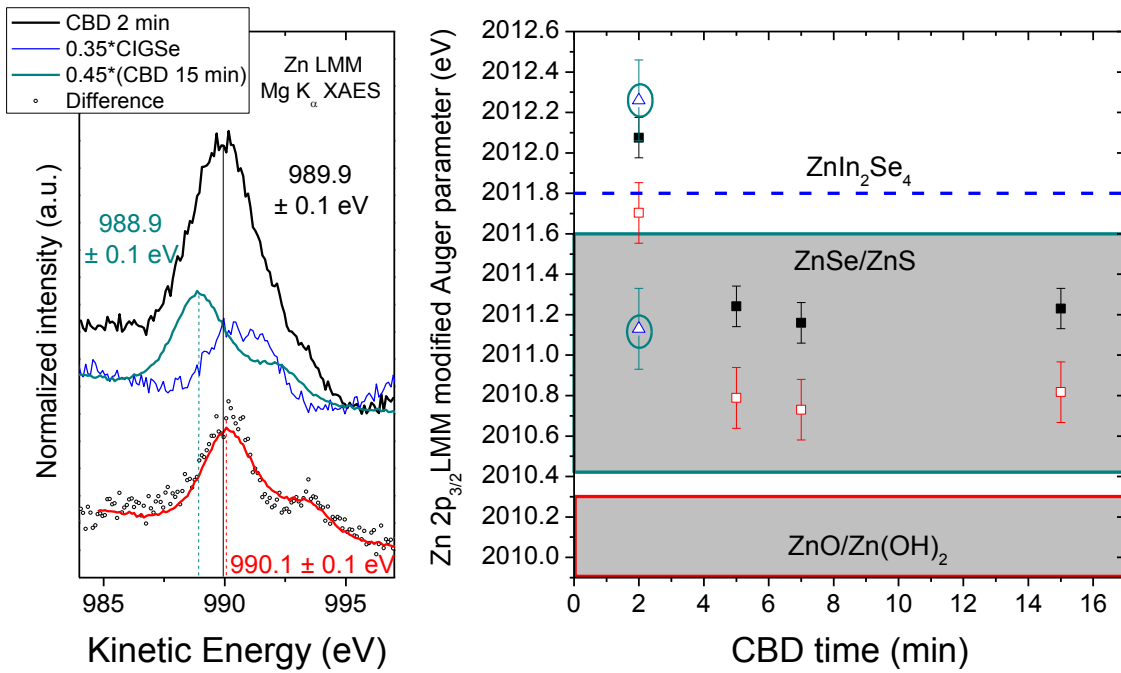 CBD 2 min
0.35*CIGSe
0.45*(CBD 15 min)
Difference
Zn LMM
Mg Kα XAES
989.9
± 0.1 eV
988.9
± 0.1 eV
990.1 ± 0.1 eV
Normalized intensity (a.u.)
985
990
995
Kinetic Energy (eV)
Zn 2p3/2LMM modified Auger parameter (eV)
2012.6
2012.4
2012.2
2012.0
2011.8
2011.6
2011.4
2011.2
2011.0
2010.8
2010.6
2010.4
2010.2
2010.0
ZnIn2Se4
ZnSe/ZnS
ZnO/Zn(OH)2
0
2
4
6
8
10
12
14
16
CBD time (min)